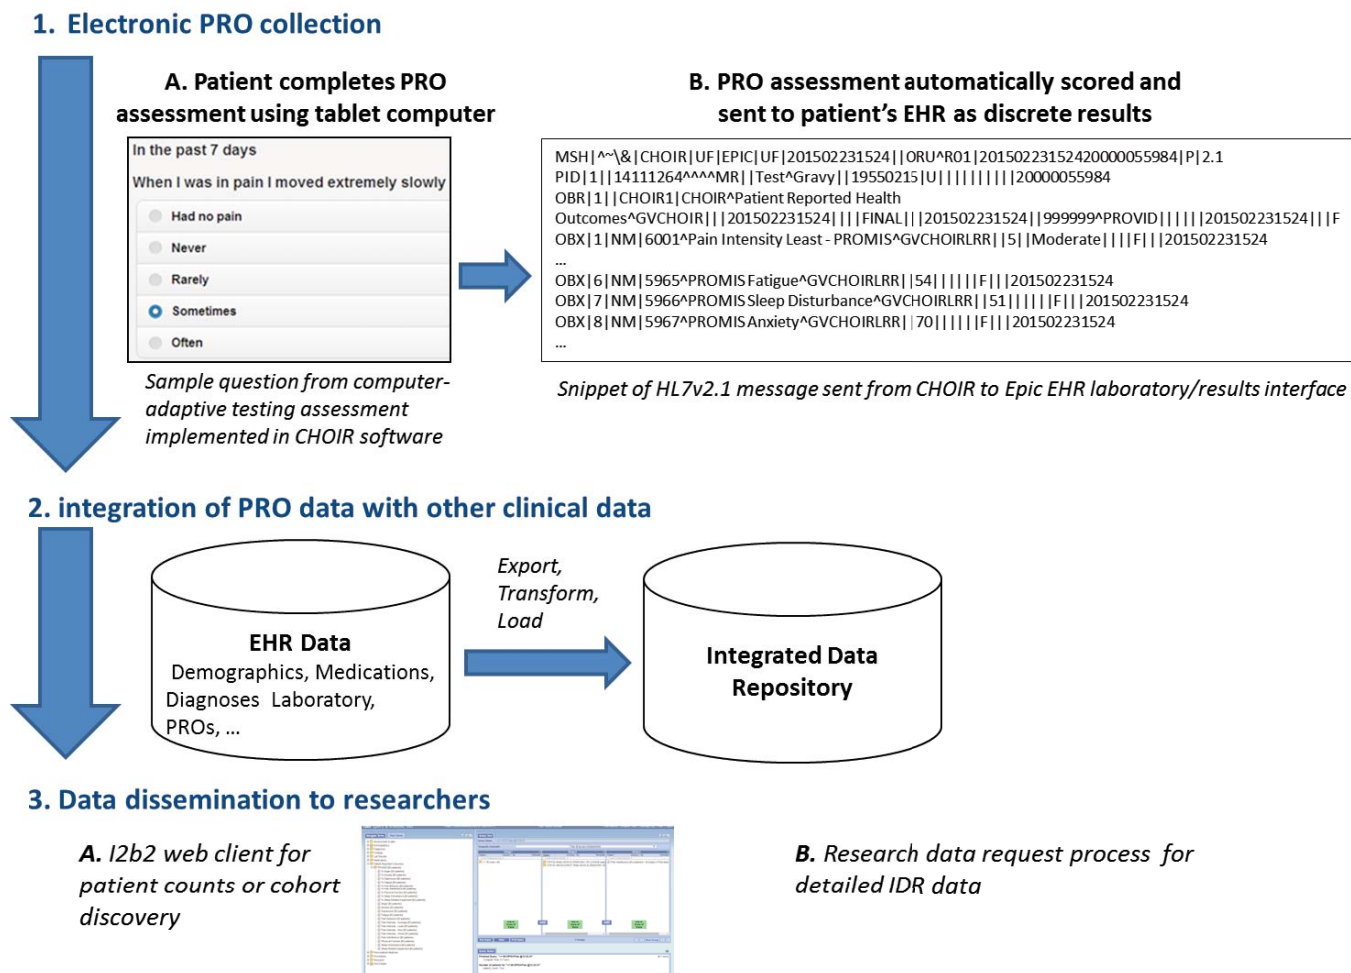 1. Electronic PRO collection
A. Patient completes PRO
assessment using tablet computer
In the past 7 days
When I was in pain I moved extremely slowly
Had no pain
Never
Rarely
Sometimes
Often
Sample question from computer-
adaptive testing assessment
implemented in CHOIR software
B. PRO assessment automatically scored and
sent to patient’s EHR as discrete results
MSH|^~\&|CHOIR|UF|EPIC|UF|201502231524||ORU^R01|20150223152420000055984|P|2.1
PID|1||14111264^^^^MR||Test^Gravy||19550215|U||||||||||20000055984
OBR|1||CHOIR1|CHOIR^Patient Reported Health
Outcomes^GVCHOIR|||201502231524||||FINAL|||201502231524||999999^PROVID||||||201502231524|||F
OBX|1|NM|6001^Pain Intensity Least - PROMIS^GVCHOIRLRR||5||Moderate||||F|||201502231524
...
OBX|6|NM|5965^PROMIS Fatigue^GVCHOIRLRR||54||||||F|||201502231524
OBX|7|NM|5966^PROMIS Sleep Disturbance^GVCHOIRLRR||51||||||F|||201502231524
OBX|8|NM|5967^PROMIS Anxiety^GVCHOIRLRR||70||||||F|||201502231524
...
Snippet of HL7v2.1 message sent from CHOIR to Epic EHR laboratory/results interface
2. integration of PRO data with other clinical data
EHR Data
Demographics, Medications,
Diagnoses Laboratory,
PROs, ...
Export,
Transform,
Load
Integrated Data
Repository
3. Data dissemination to researchers
A. I2b2 web client for
patient counts or cohort
discovery
B. Research data request process for
detailed IDR data